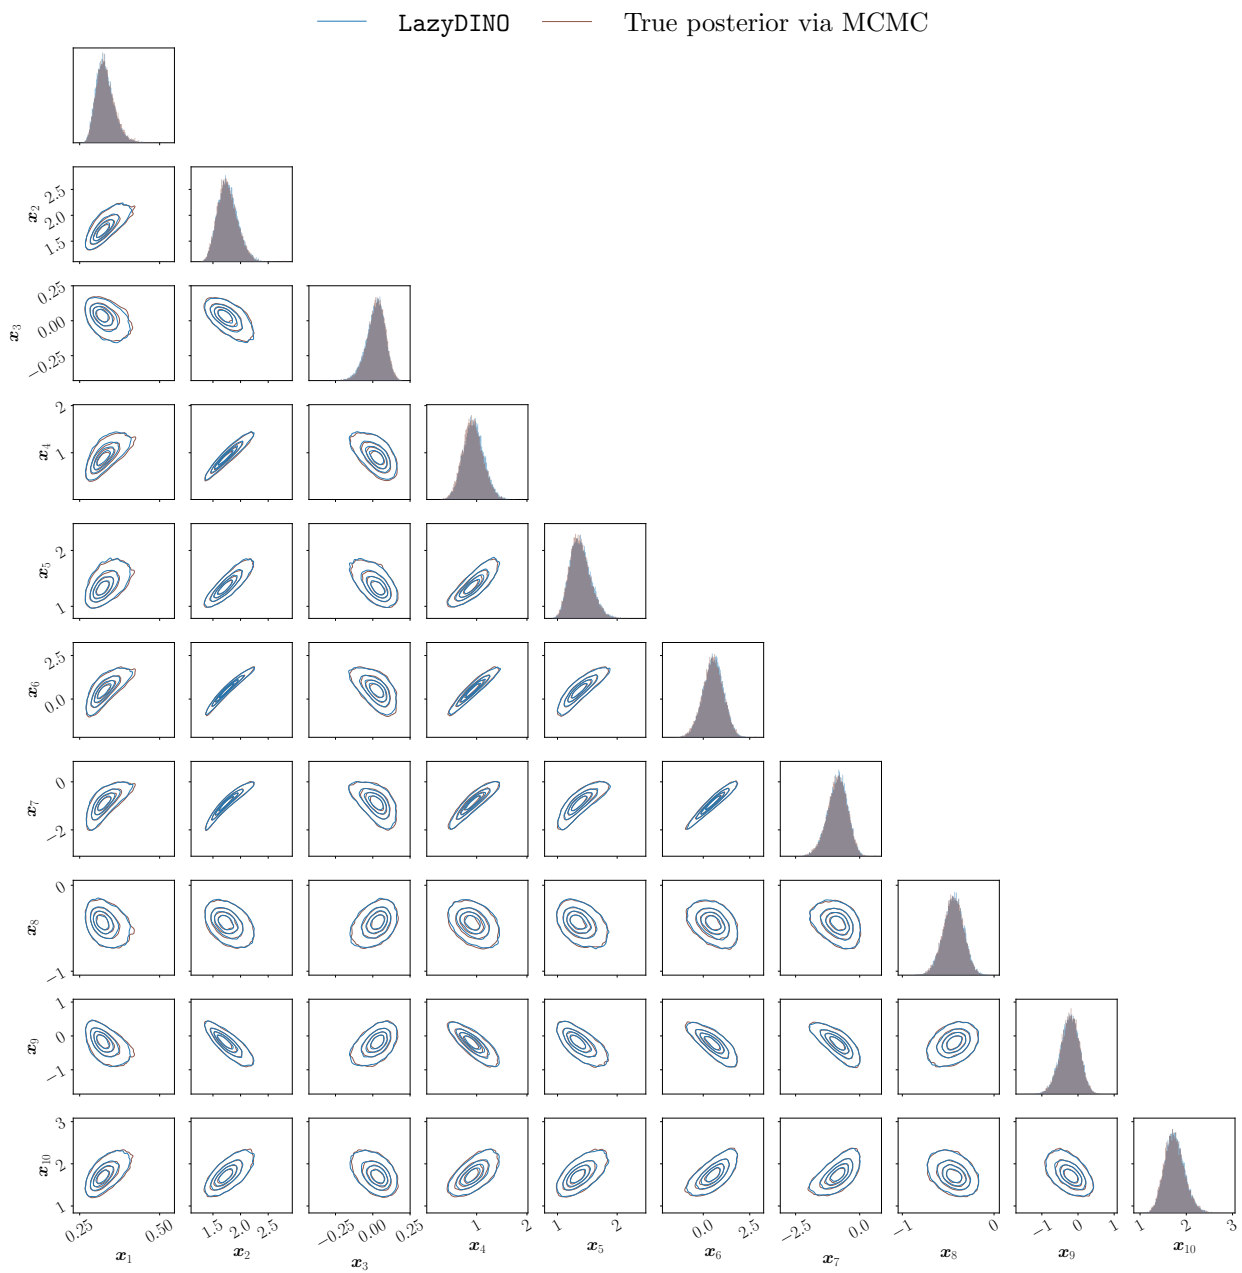 LazyDINO True posterior via MCMC
x2 2.5 2.0 1.5
x3 0.25 0.00 −0.25
x4 2 1
x5 2 1
x6 2.5 0.0
x7 0 −2
x8 0 −1
x9 1 0 −1
x10 3 2 1
0.25 0.50 1.5 2.0 2.5 −0.25 0.00 0.25 1 2 1 2 0.0 2.5 −2.5 0.0 −1 0 −1 0 1 1 2 3
x1 x2 x3 x4 x5 x6 x7 x8 x9 x10